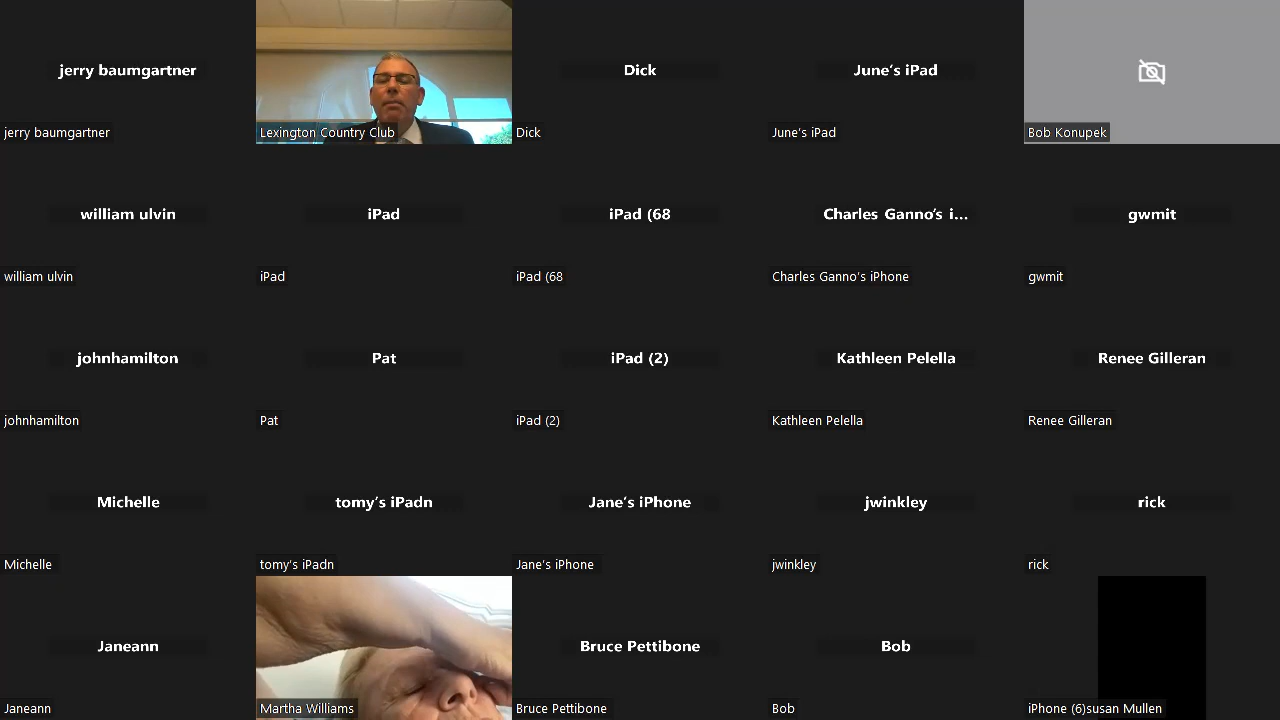 jerry baumgartner
Dick
June's iPad
jerry baumgartner
Lexington Country Club
Dick
June's iPad
Bob Konupek
william ulvin
iPad
iPad (68
Charles Ganno's i...
gwmit
william ulvin
iPad
iPad (68
Charles Ganno's iPhone
gwmit
johnhamilton
Pat
iPad (2)
Kathleen Pelella
Renee Gilleran
johnhamilton
Pat
iPad (2)
Kathleen Pelella
Renee Gilleran
Michelle
tomy's iPadn
Jane's iPhone
jwinkley
rick
Michelle
tomy's iPadn
Jane's iPhone
jwinkley
rick
Janeann
Bruce Pettibone
Bob
Janeann
Martha Williams
Bruce Pettibone
Bob
iPhone (6)susan Mullen